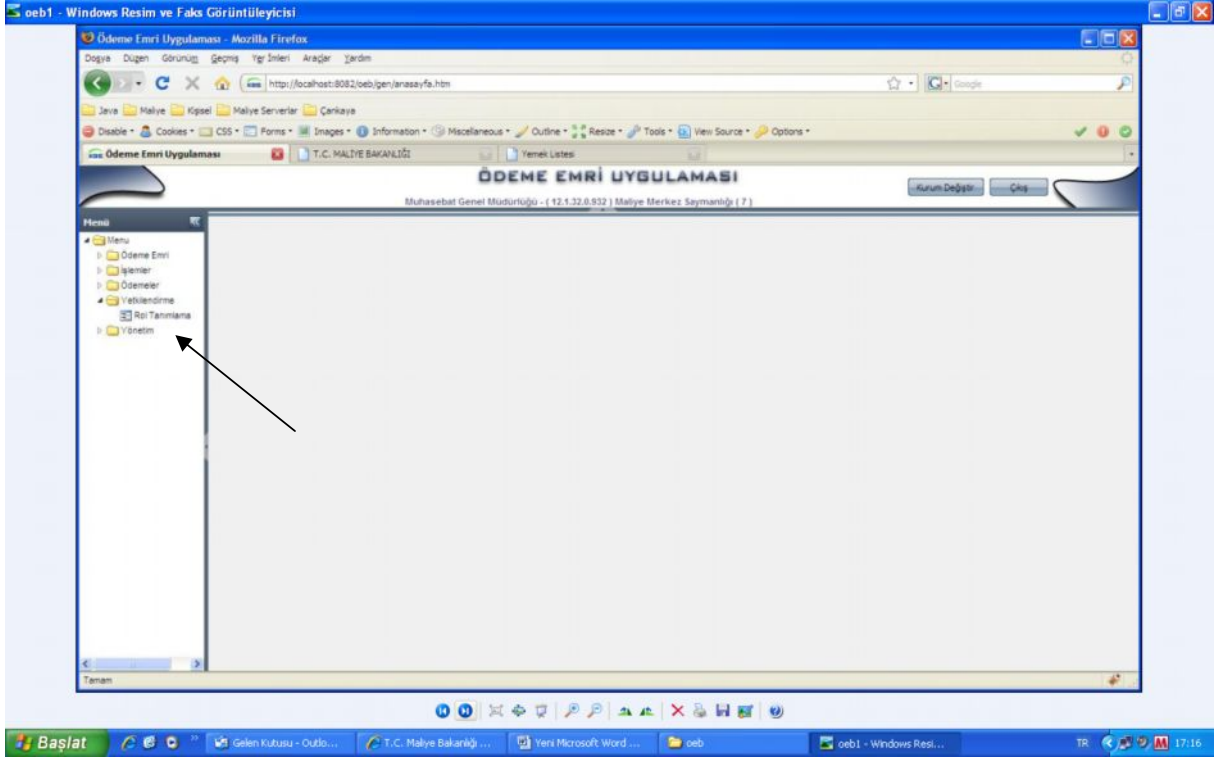 oeb1 - Windows Resim ve Faks Görüntüleyicisi
Ödeme Emri Uygulaması - Mozilla Firefox
Dosya Düzen Görünüm Geçmiş Yer İmleri Araçlar Yardım
http://localhost:8082/oeb/gen/anasayfa.htm
Google
Java Maliye Kişisel Maliye Serverler Çankaya
Disable Cookies CSS Forms Images Information Miscellaneous Outline Resize Tools View Source Options
Ödeme Emri Uygulaması T.C. MALİYE BAKANLIĞI Yemek Listesi
ÖDEME EMRİ UYGULAMASI
Muhasebat Genel Müdürlüğü - ( 12.1.32.0.932 ) Maliye Merkez Saymanlığı ( 7 )
Kurum Değiştir Çıkış
Menü
Menu
Ödeme Emri
İşlemler
Ödemeler
Yetkilendirme
Rol Tanımlama
Yönetim
Tamam
Başlat Gelen Kutusu - Outlo... T.C. Maliye Bakanlığı ... Yeni Microsoft Word ... oeb oeb1 - Windows Resi... TR 17:16